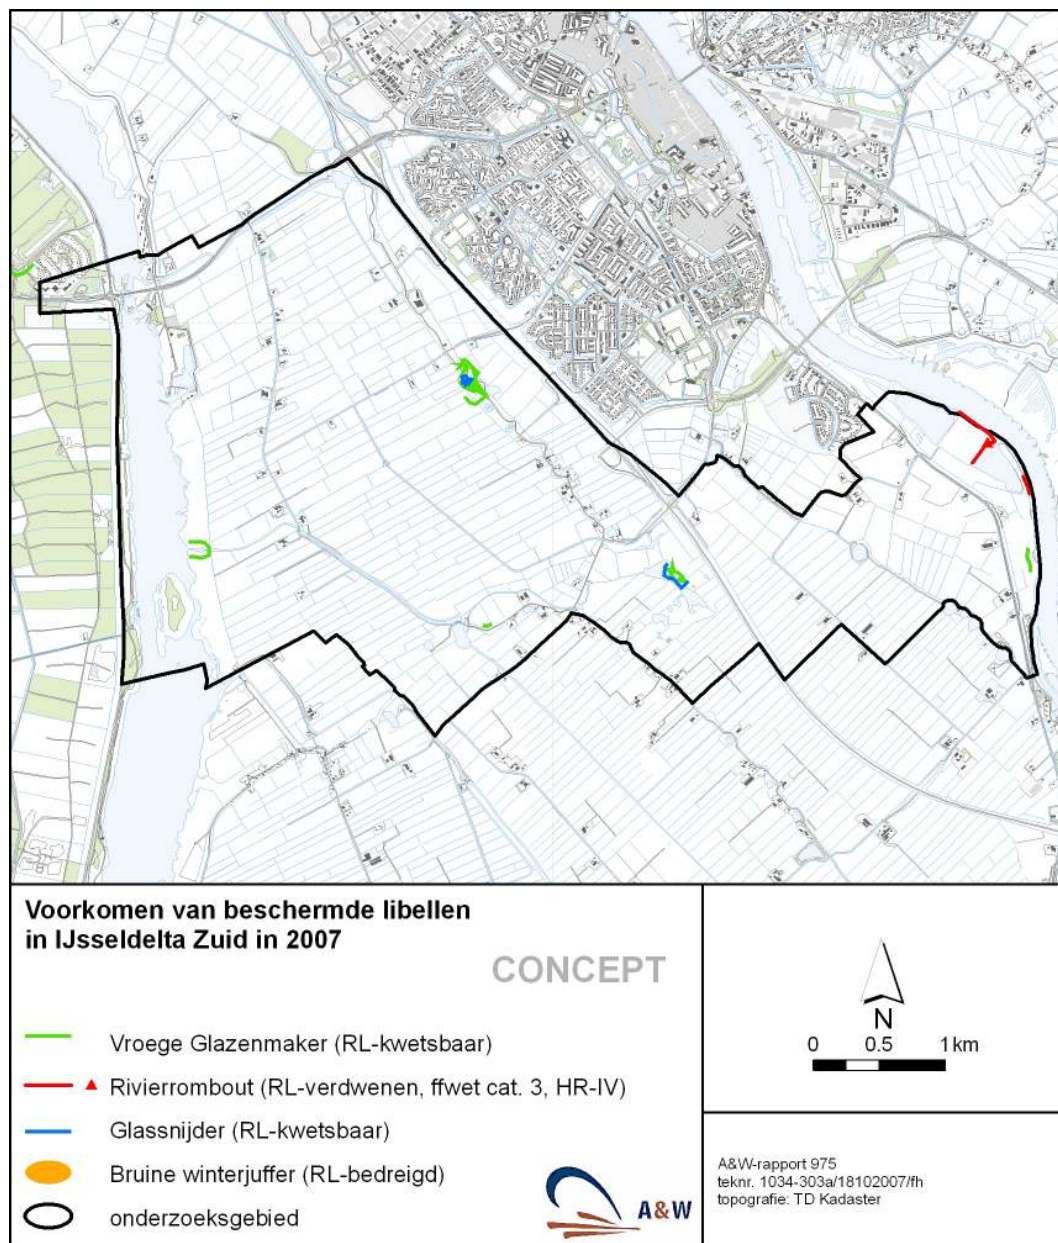 Voorkomen van beschermde libellen
in IJsseldelta Zuid in 2007
CONCEPT
Vroege Glazenmaker (RL-kwetsbaar)
Rivierrombout (RL-verdwenen, ffwet cat. 3, HR-IV)
Glassnijder (RL-kwetsbaar)
Bruine winterjuffer (RL-bedreigd)
onderzoeksgebied
A&W
N
0 0.5 1 km
A&W-rapport 975
teknr. 1034-303a/18102007/fh
topografie: TD Kadaster